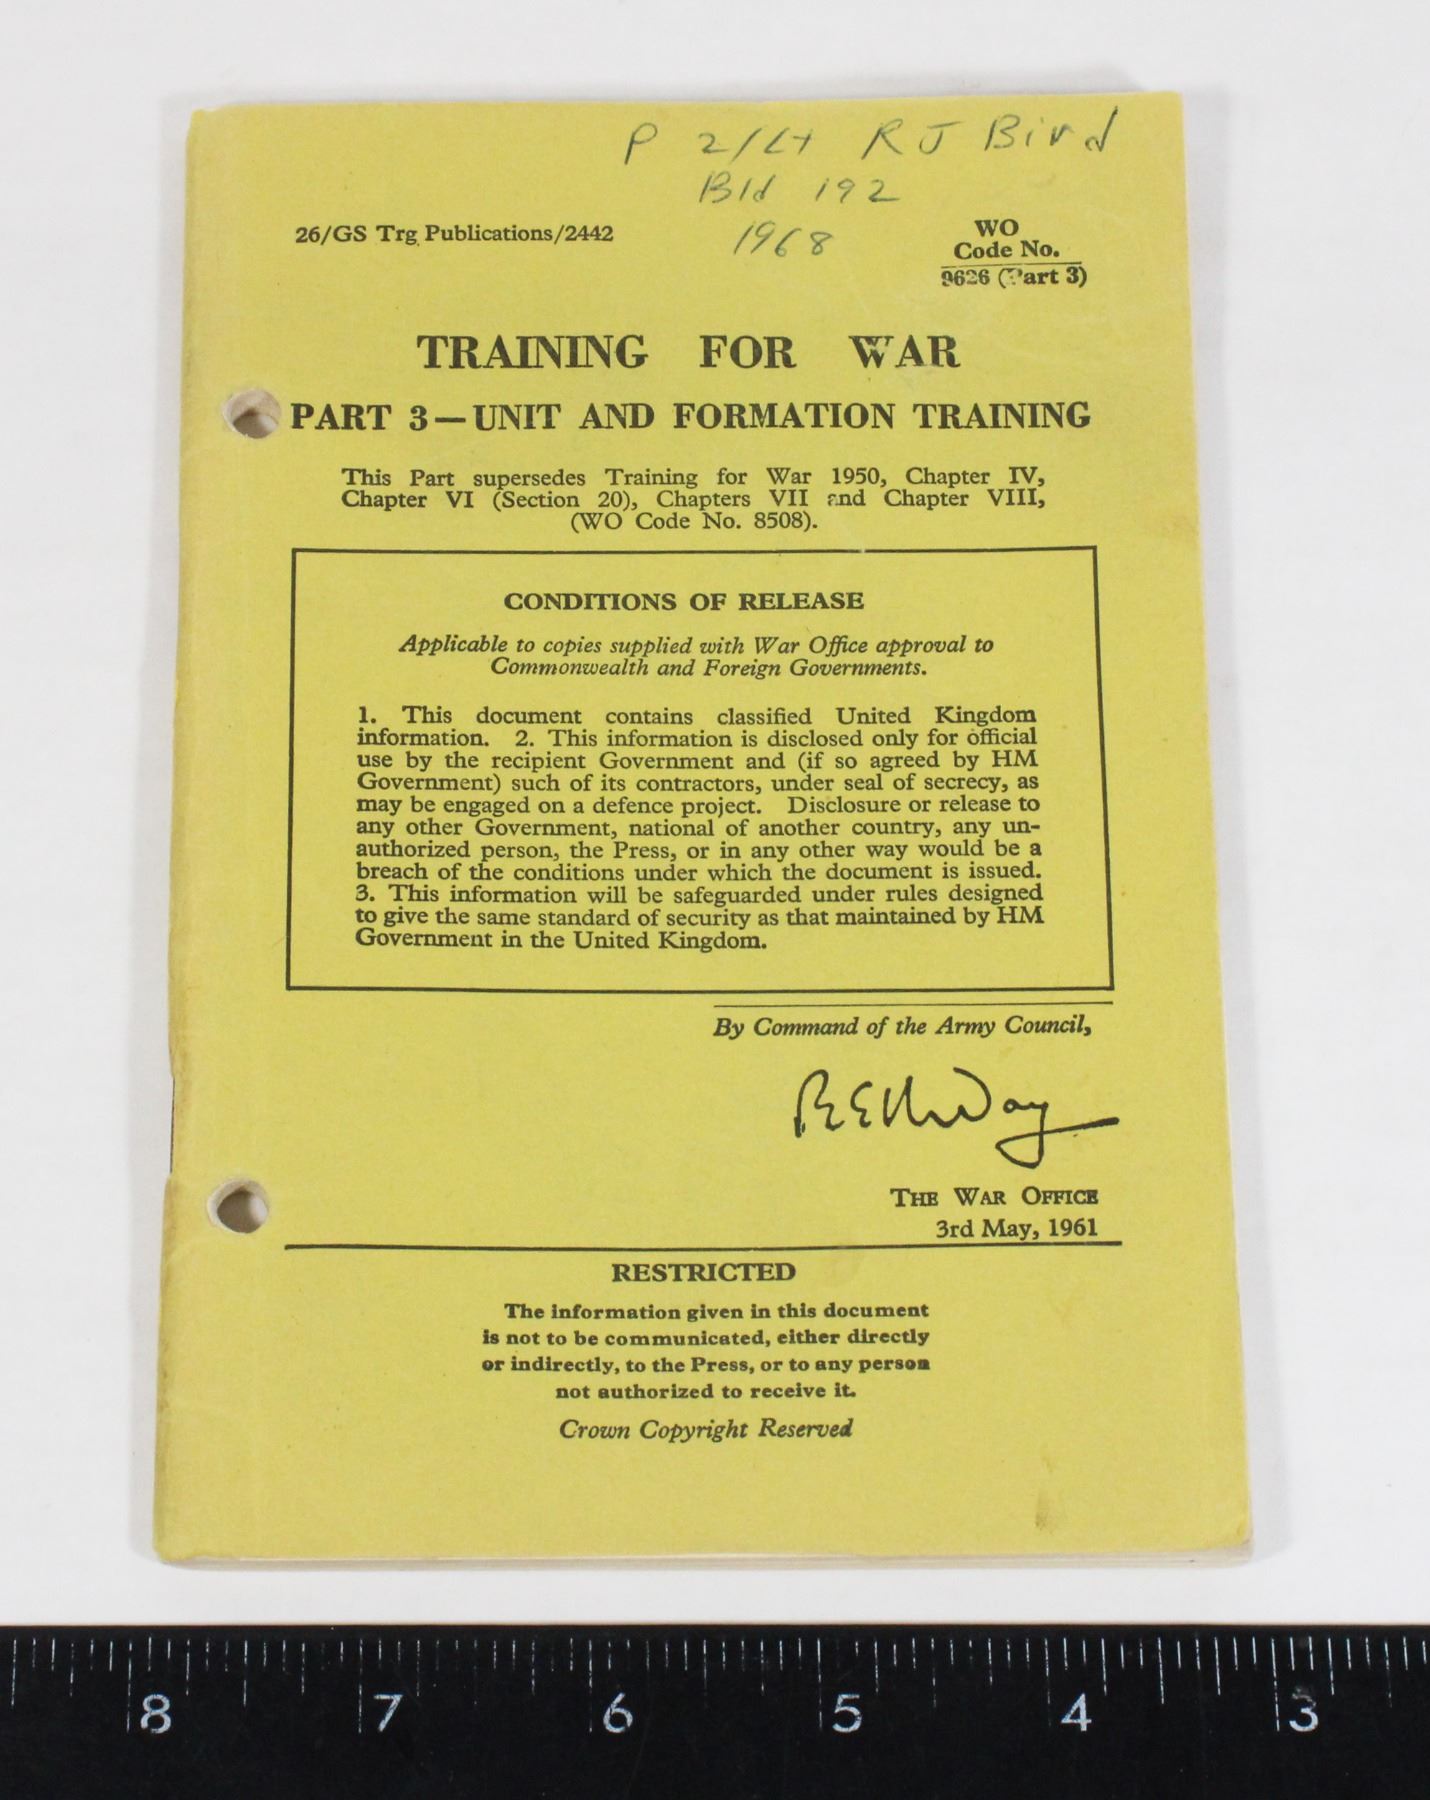 P 2/Lt RJ Bird
Bld 192
1968
26/GS Trg Publications/2442
WO
Code No.
9626 (Part 3)
TRAINING FOR WAR
PART 3—UNIT AND FORMATION TRAINING
This Part supersedes Training for War 1950, Chapter IV,
Chapter VI (Section 20), Chapters VII and Chapter VIII,
(WO Code No. 8508).
CONDITIONS OF RELEASE
Applicable to copies supplied with War Office approval to
Commonwealth and Foreign Governments.
1. This document contains classified United Kingdom
information. 2. This information is disclosed only for official
use by the recipient Government and (if so agreed by HM
Government) such of its contractors, under seal of secrecy, as
may be engaged on a defence project. Disclosure or release to
any other Government, national of another country, any un-
authorized person, the Press, or in any other way would be a
breach of the conditions under which the document is issued.
3. This information will be safeguarded under rules designed
to give the same standard of security as that maintained by HM
Government in the United Kingdom.
By Command of the Army Council,
THE WAR OFFICE
3rd May, 1961
RESTRICTED
The information given in this document
is not to be communicated, either directly
or indirectly, to the Press, or to any person
not authorized to receive it.
Crown Copyright Reserved
8 7 6 5 4 3